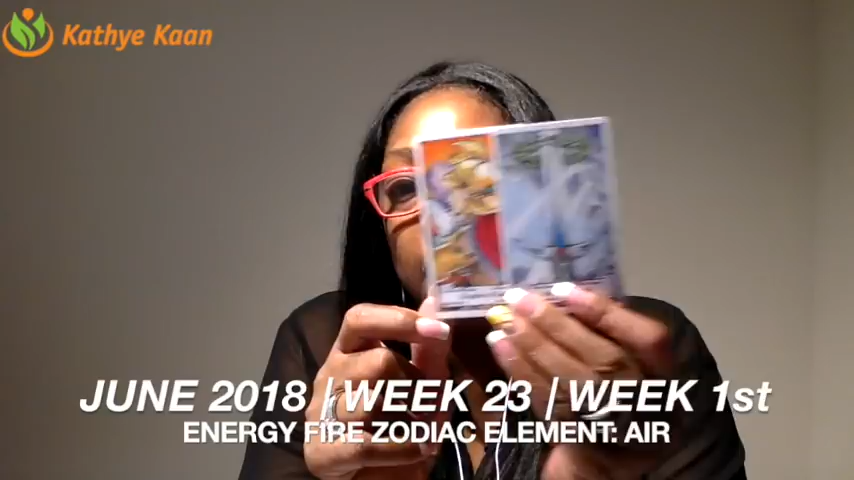 Kathye Kaan
JUNE 2018 | WEEK 23 | WEEK 1st
ENERGY FIRE ZODIAC ELEMENT: AIR